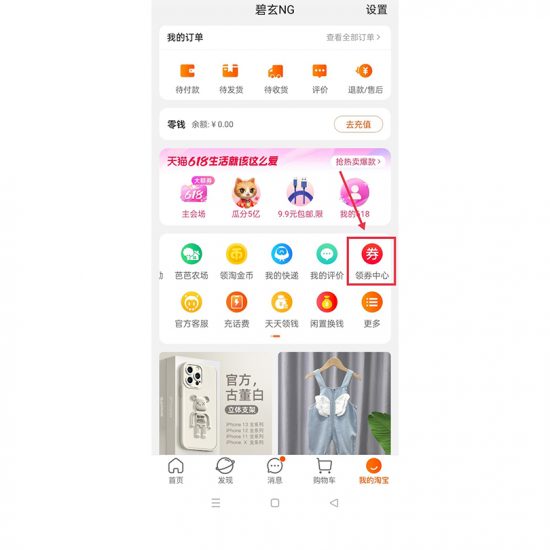 碧玄NG
设置
我的订单
查看全部订单 >
待付款
待发货
待收货
评价
退款/售后
零钱 余额: ¥ 0.00
去充值
天猫618生活就该这么爱
抢热卖爆款>
大额券
618
主会场
瓜分5亿
9.9元包邮.限
我的618
券
芭芭农场
领淘金币
我的快递
我的评价
领券中心
官方客服
充话费
天天领钱
闲置换钱
更多
官方,
古董白
立体支架
iPhone 13 全系列
iPhone 12 全系列
iPhone 11 全系列
iPhone X 全系列
首页
发现
消息
购物车
我的淘宝